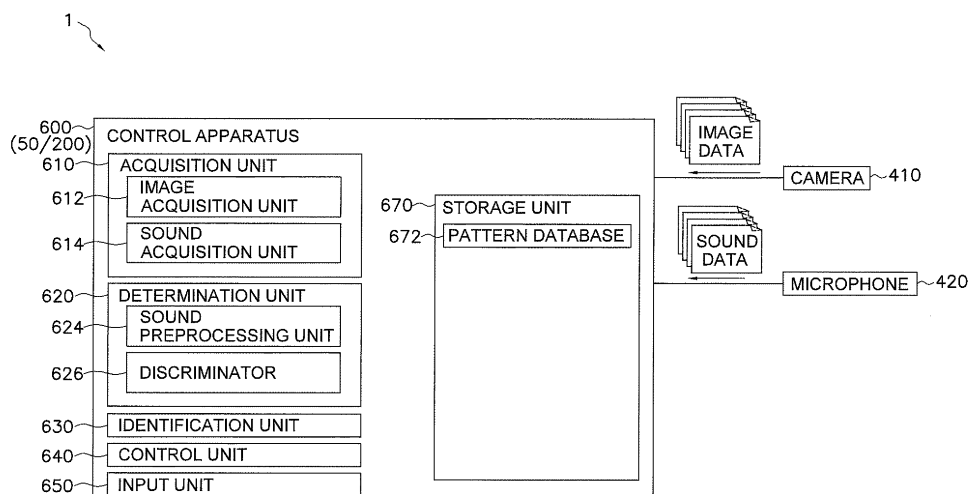 1
600
(50/200)
CONTROL APPARATUS
610
ACQUISITION UNIT
612
IMAGE
ACQUISITION UNIT
614
SOUND
ACQUISITION UNIT
620
DETERMINATION UNIT
624
SOUND
PREPROCESSING UNIT
626
DISCRIMINATOR
630
IDENTIFICATION UNIT
640
CONTROL UNIT
650
INPUT UNIT
670
STORAGE UNIT
672
PATTERN DATABASE
IMAGE
DATA
CAMERA
410
SOUND
DATA
MICROPHONE
420